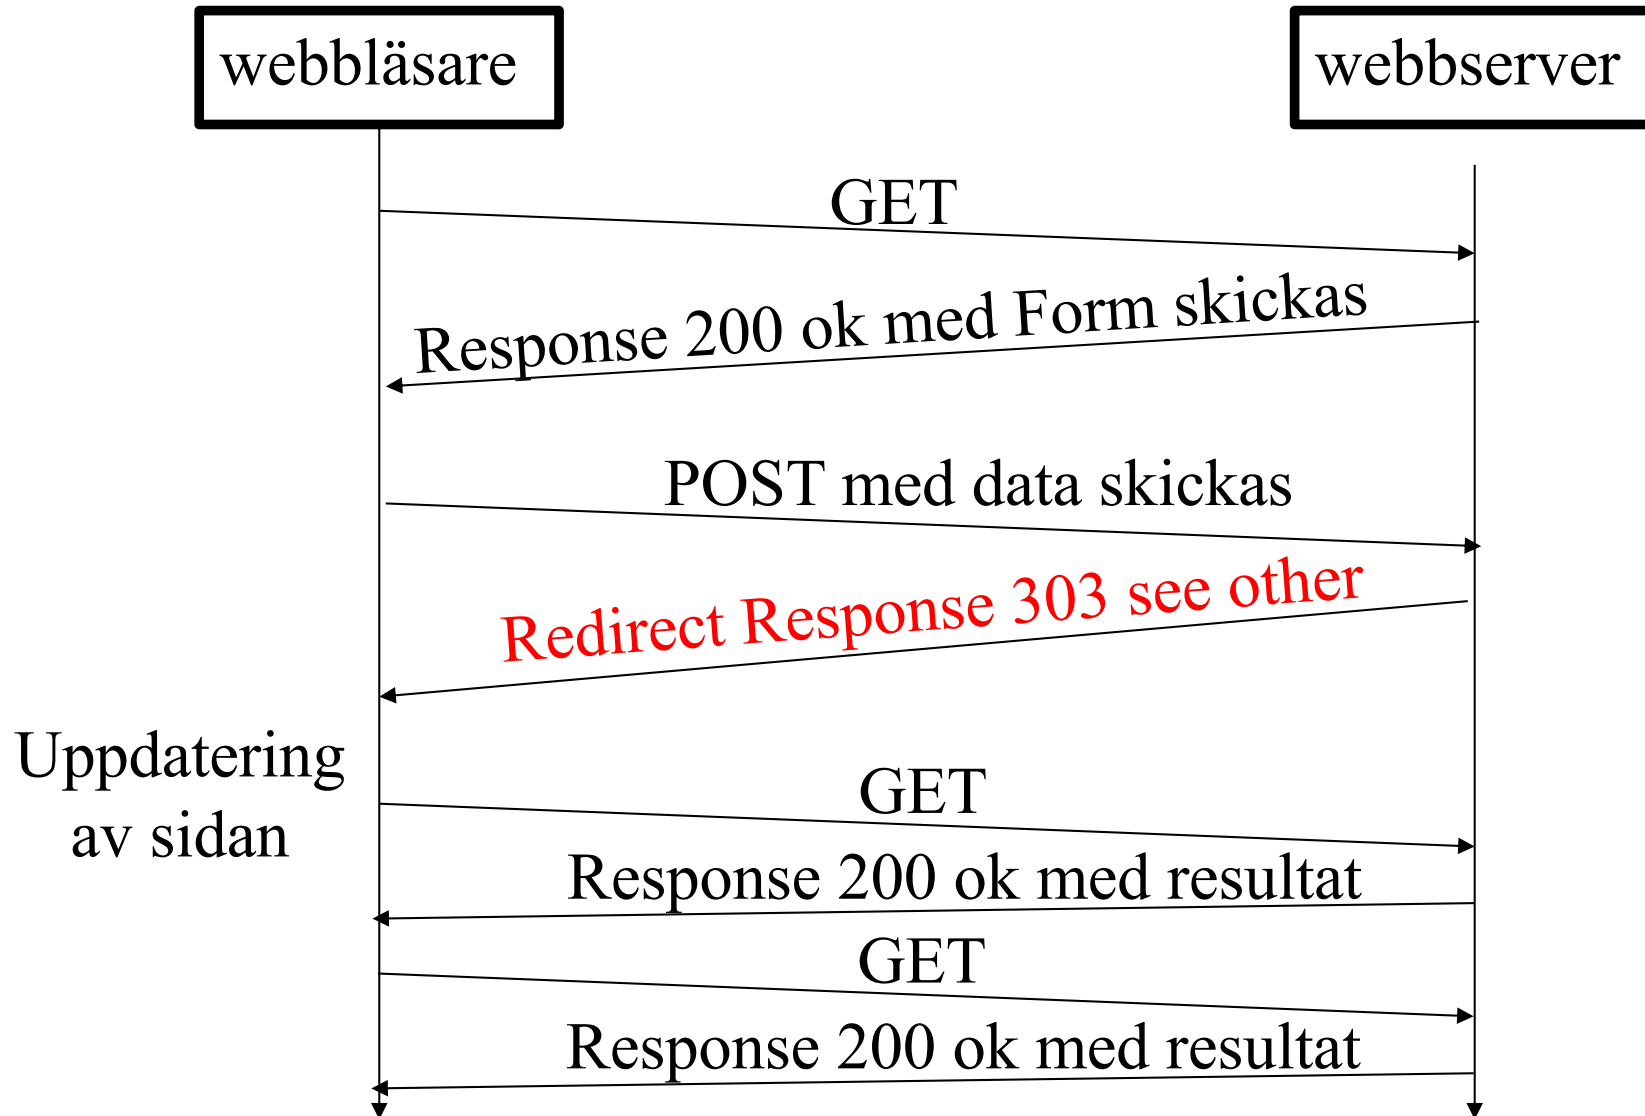 webbläsare
webbserver
GET
Response 200 ok med Form skickas
POST med data skickas
Redirect Response 303 see other
Uppdatering
av sidan
GET
Response 200 ok med resultat
GET
Response 200 ok med resultat